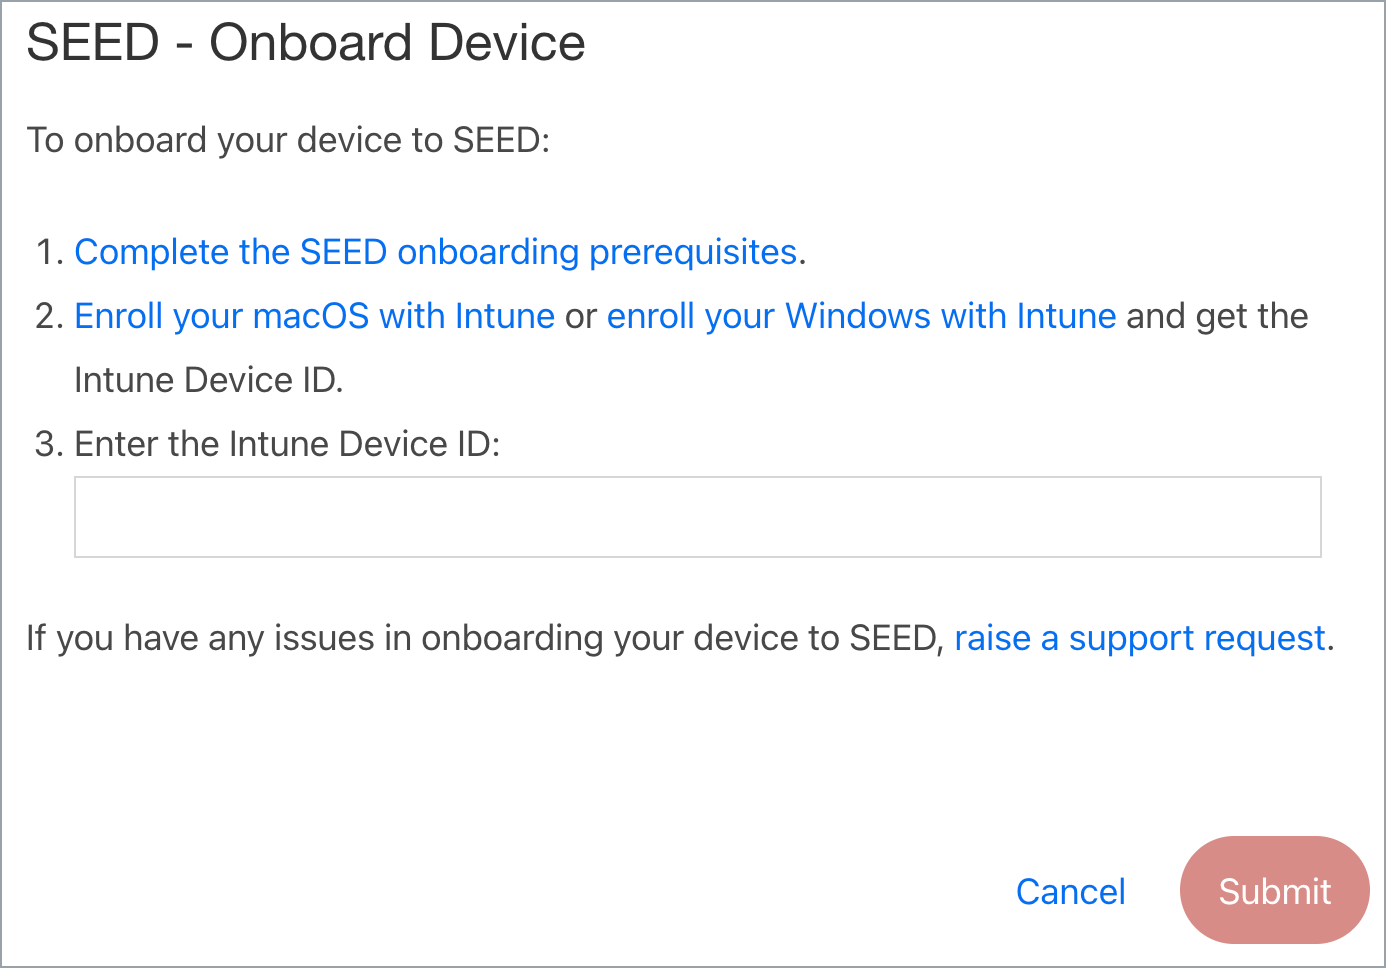 SEED - Onboard Device
To onboard your device to SEED:
1. Complete the SEED onboarding prerequisites.
2. Enroll your macOS with Intune or enroll your Windows with Intune and get the
Intune Device ID.
3. Enter the Intune Device ID:
If you have any issues in onboarding your device to SEED, raise a support request.
Cancel
Submit